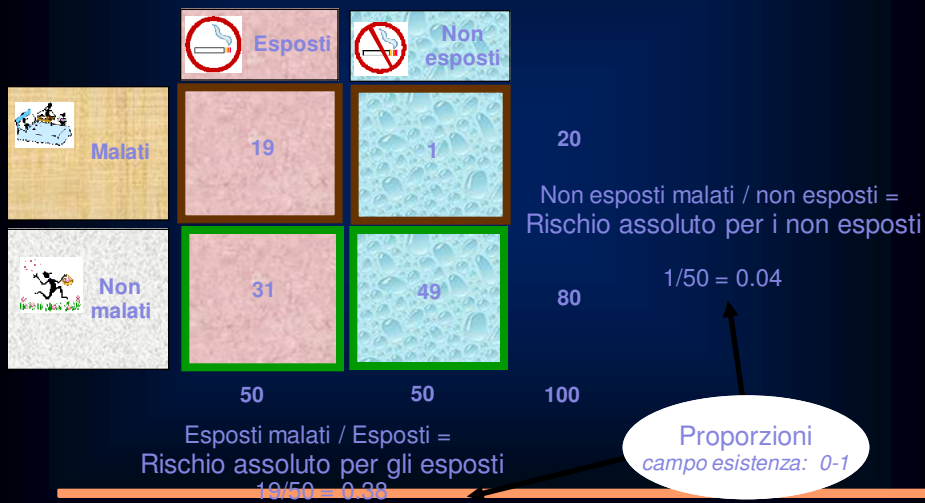 Esposti
Non
esposti
Malati
19
1
20
Non esposti malati / non esposti =
Rischio assoluto per i non esposti
1/50 = 0.04
Non
malati
31
49
80
50
50
100
Esposti malati / Esposti =
Rischio assoluto per gli esposti
19/50 = 0.38
Proporzioni
campo esistenza: 0-1